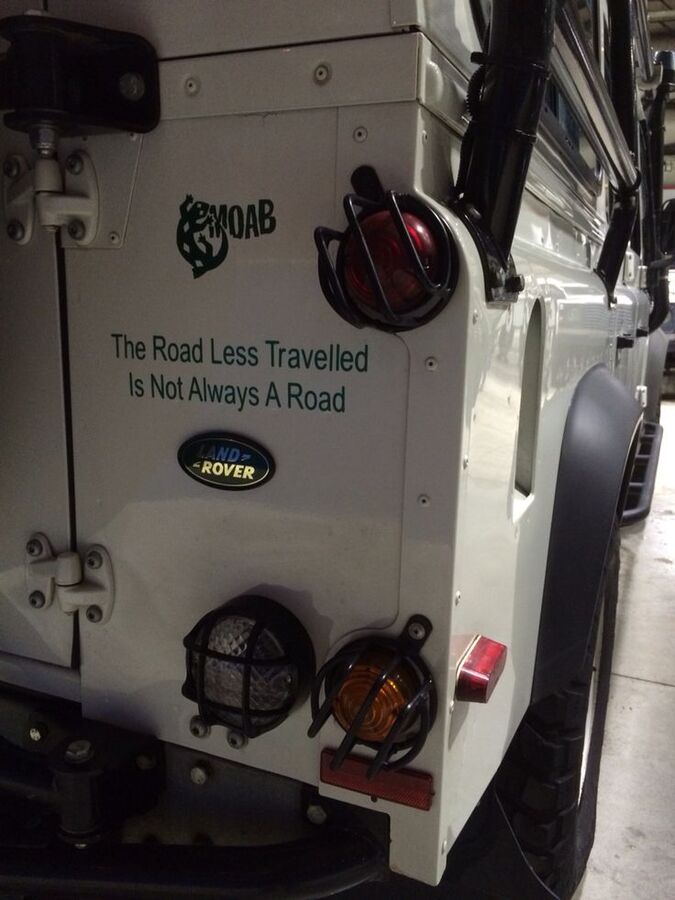 MOAB
The Road Less Travelled
Is Not Always A Road
LAND
ROVER